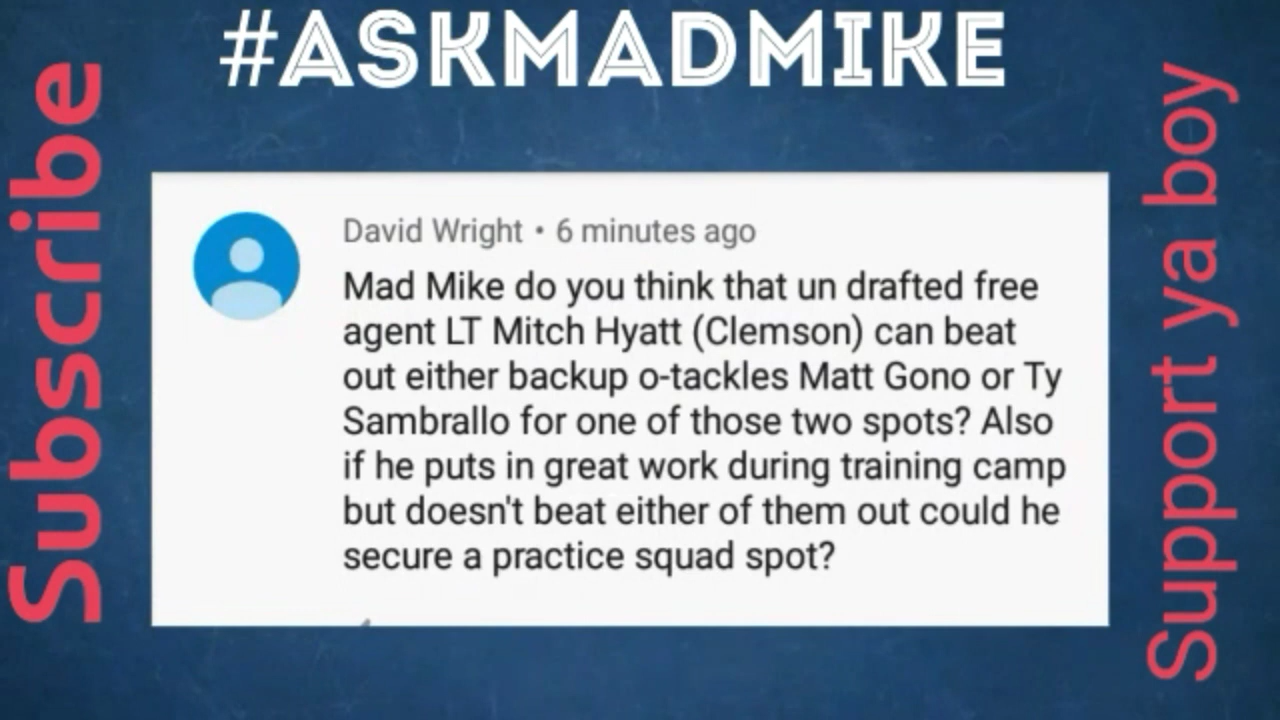 #ASKMADMIKE
Subscribe
David Wright • 6 minutes ago
Mad Mike do you think that un drafted free
agent LT Mitch Hyatt (Clemson) can beat
out either backup o-tackles Matt Gono or Ty
Sambrallo for one of those two spots? Also
if he puts in great work during training camp
but doesn't beat either of them out could he
secure a practice squad spot?
Support ya boy